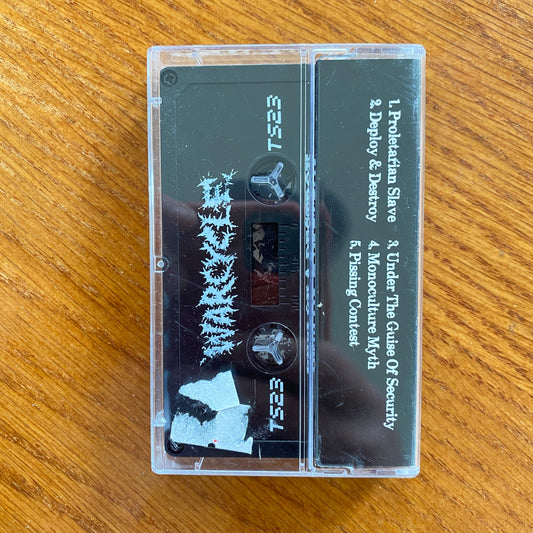 WARCYCLE
TS23
TS23
1. Proletarian Slave
2. Deploy & Destroy
3. Under The Guise Of Security
4. Monoculture Myth
5. Pissing Contest